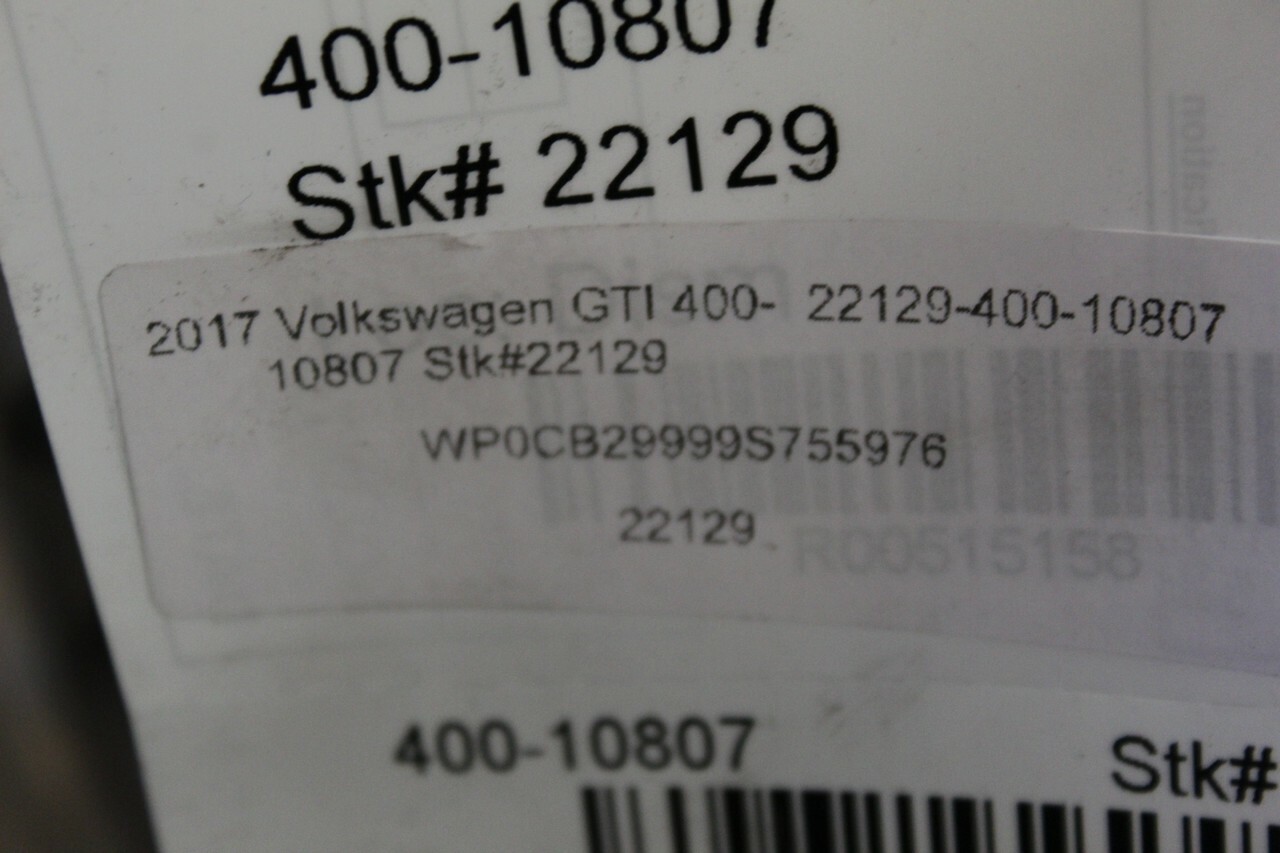 400-10807
Stk# 22129
2017 Volkswagen GTI 400- 22129-400-10807
10807 Stk#22129
WP0CB29999S755976
22129
R00515158
400-10807 Stk#